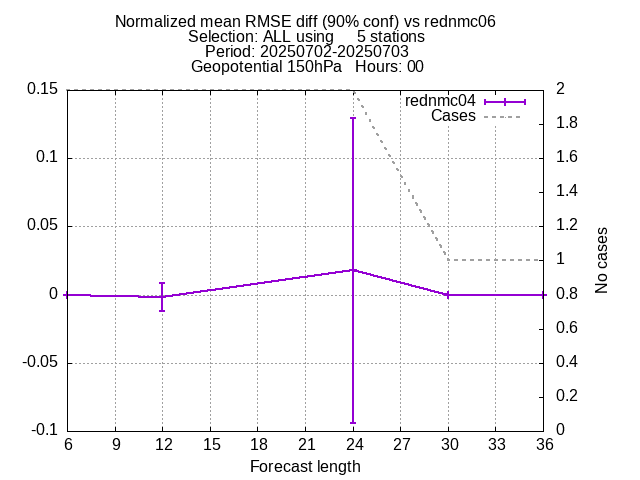 Normalized mean RMSE diff (90% conf) vs rednmc06
Selection: ALL using     5 stations
Period: 20250702-20250703
Geopotential 150hPa   Hours: 00
rednmc04
Cases
0.15
0.1
0.05
0
-0.05
-0.1
2
1.8
1.6
1.4
1.2
1
0.8
0.6
0.4
0.2
0
No cases
6 9 12 15 18 21 24 27 30 33 36
Forecast length